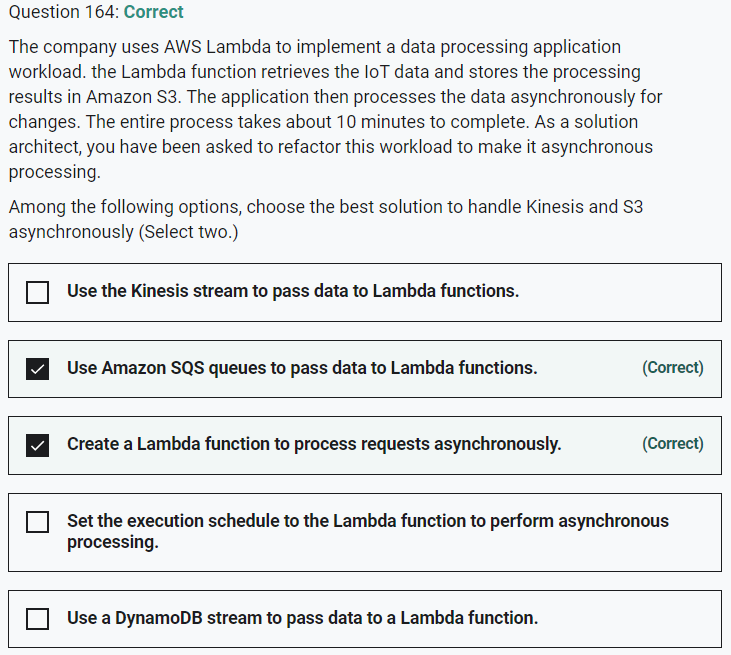 Question 164: Correct
The company uses AWS Lambda to implement a data processing application
workload. the Lambda function retrieves the IoT data and stores the processing
results in Amazon S3. The application then processes the data asynchronously for
changes. The entire process takes about 10 minutes to complete. As a solution
architect, you have been asked to refactor this workload to make it asynchronous
processing.
Among the following options, choose the best solution to handle Kinesis and S3
asynchronously (Select two.)
Use the Kinesis stream to pass data to Lambda functions.
Use Amazon SQS queues to pass data to Lambda functions. (Correct)
Create a Lambda function to process requests asynchronously. (Correct)
Set the execution schedule to the Lambda function to perform asynchronous
processing.
Use a DynamoDB stream to pass data to a Lambda function.